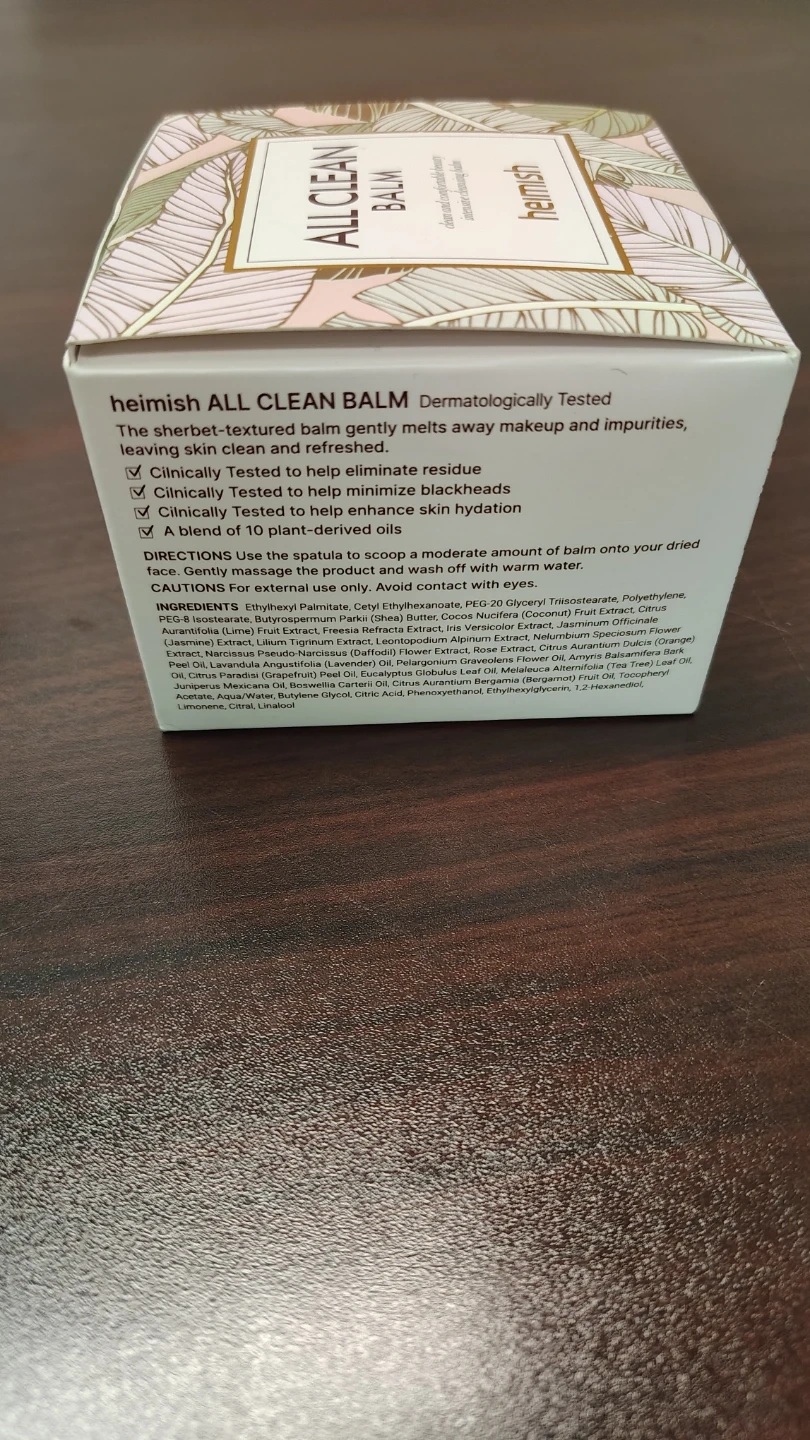 ALL CLEAN
BALM
clean and comfortable beauty
intensive cleansing balm
heimish
heimish ALL CLEAN BALM Dermatologically Tested
The sherbet-textured balm gently melts away makeup and impurities,
leaving skin clean and refreshed.
Cilnically Tested to help eliminate residue
Cilnically Tested to help minimize blackheads
Cilnically Tested to help enhance skin hydation
A blend of 10 plant-derived oils
DIRECTIONS Use the spatula to scoop a moderate amount of balm onto your dried
face. Gently massage the product and wash off with warm water.
CAUTIONS For external use only. Avoid contact with eyes.
INGREDIENTS Ethylhexyl Palmitate, Cetyl Ethylhexanoate, PEG-20 Glyceryl Triisostearate, Polyethylene,
PEG-8 Isostearate, Butyrospermum Parkii (Shea) Butter, Cocos Nucifera (Coconut) Fruit Extract, Citrus
Aurantifolia (Lime) Fruit Extract, Freesia Refracta Extract, Iris Versicolor Extract, Jasminum Officinale
(Jasmine) Extract, Lilium Tigrinum Extract, Leontopodium Alpinum Extract, Nelumbium Speciosum Flower
Extract, Narcissus Pseudo-Narcissus (Daffodil) Flower Extract, Rose Extract, Citrus Aurantium Dulcis (Orange)
Peel Oil, Lavandula Angustifolia (Lavender) Oil, Pelargonium Graveolens Flower Oil, Amyris Balsamifera Bark
Oil, Citrus Paradisi (Grapefruit) Peel Oil, Eucalyptus Globulus Leaf Oil, Melaleuca Alternifolia (Tea Tree) Leaf Oil,
Juniperus Mexicana Oil, Boswellia Carterii Oil, Citrus Aurantium Bergamia (Bergamot) Fruit Oil, Tocopheryl
Acetate, Aqua/Water, Butylene Glycol, Citric Acid, Phenoxyethanol, Ethylhexylglycerin, 1,2-Hexanediol,
Limonene, Citral, Linalool